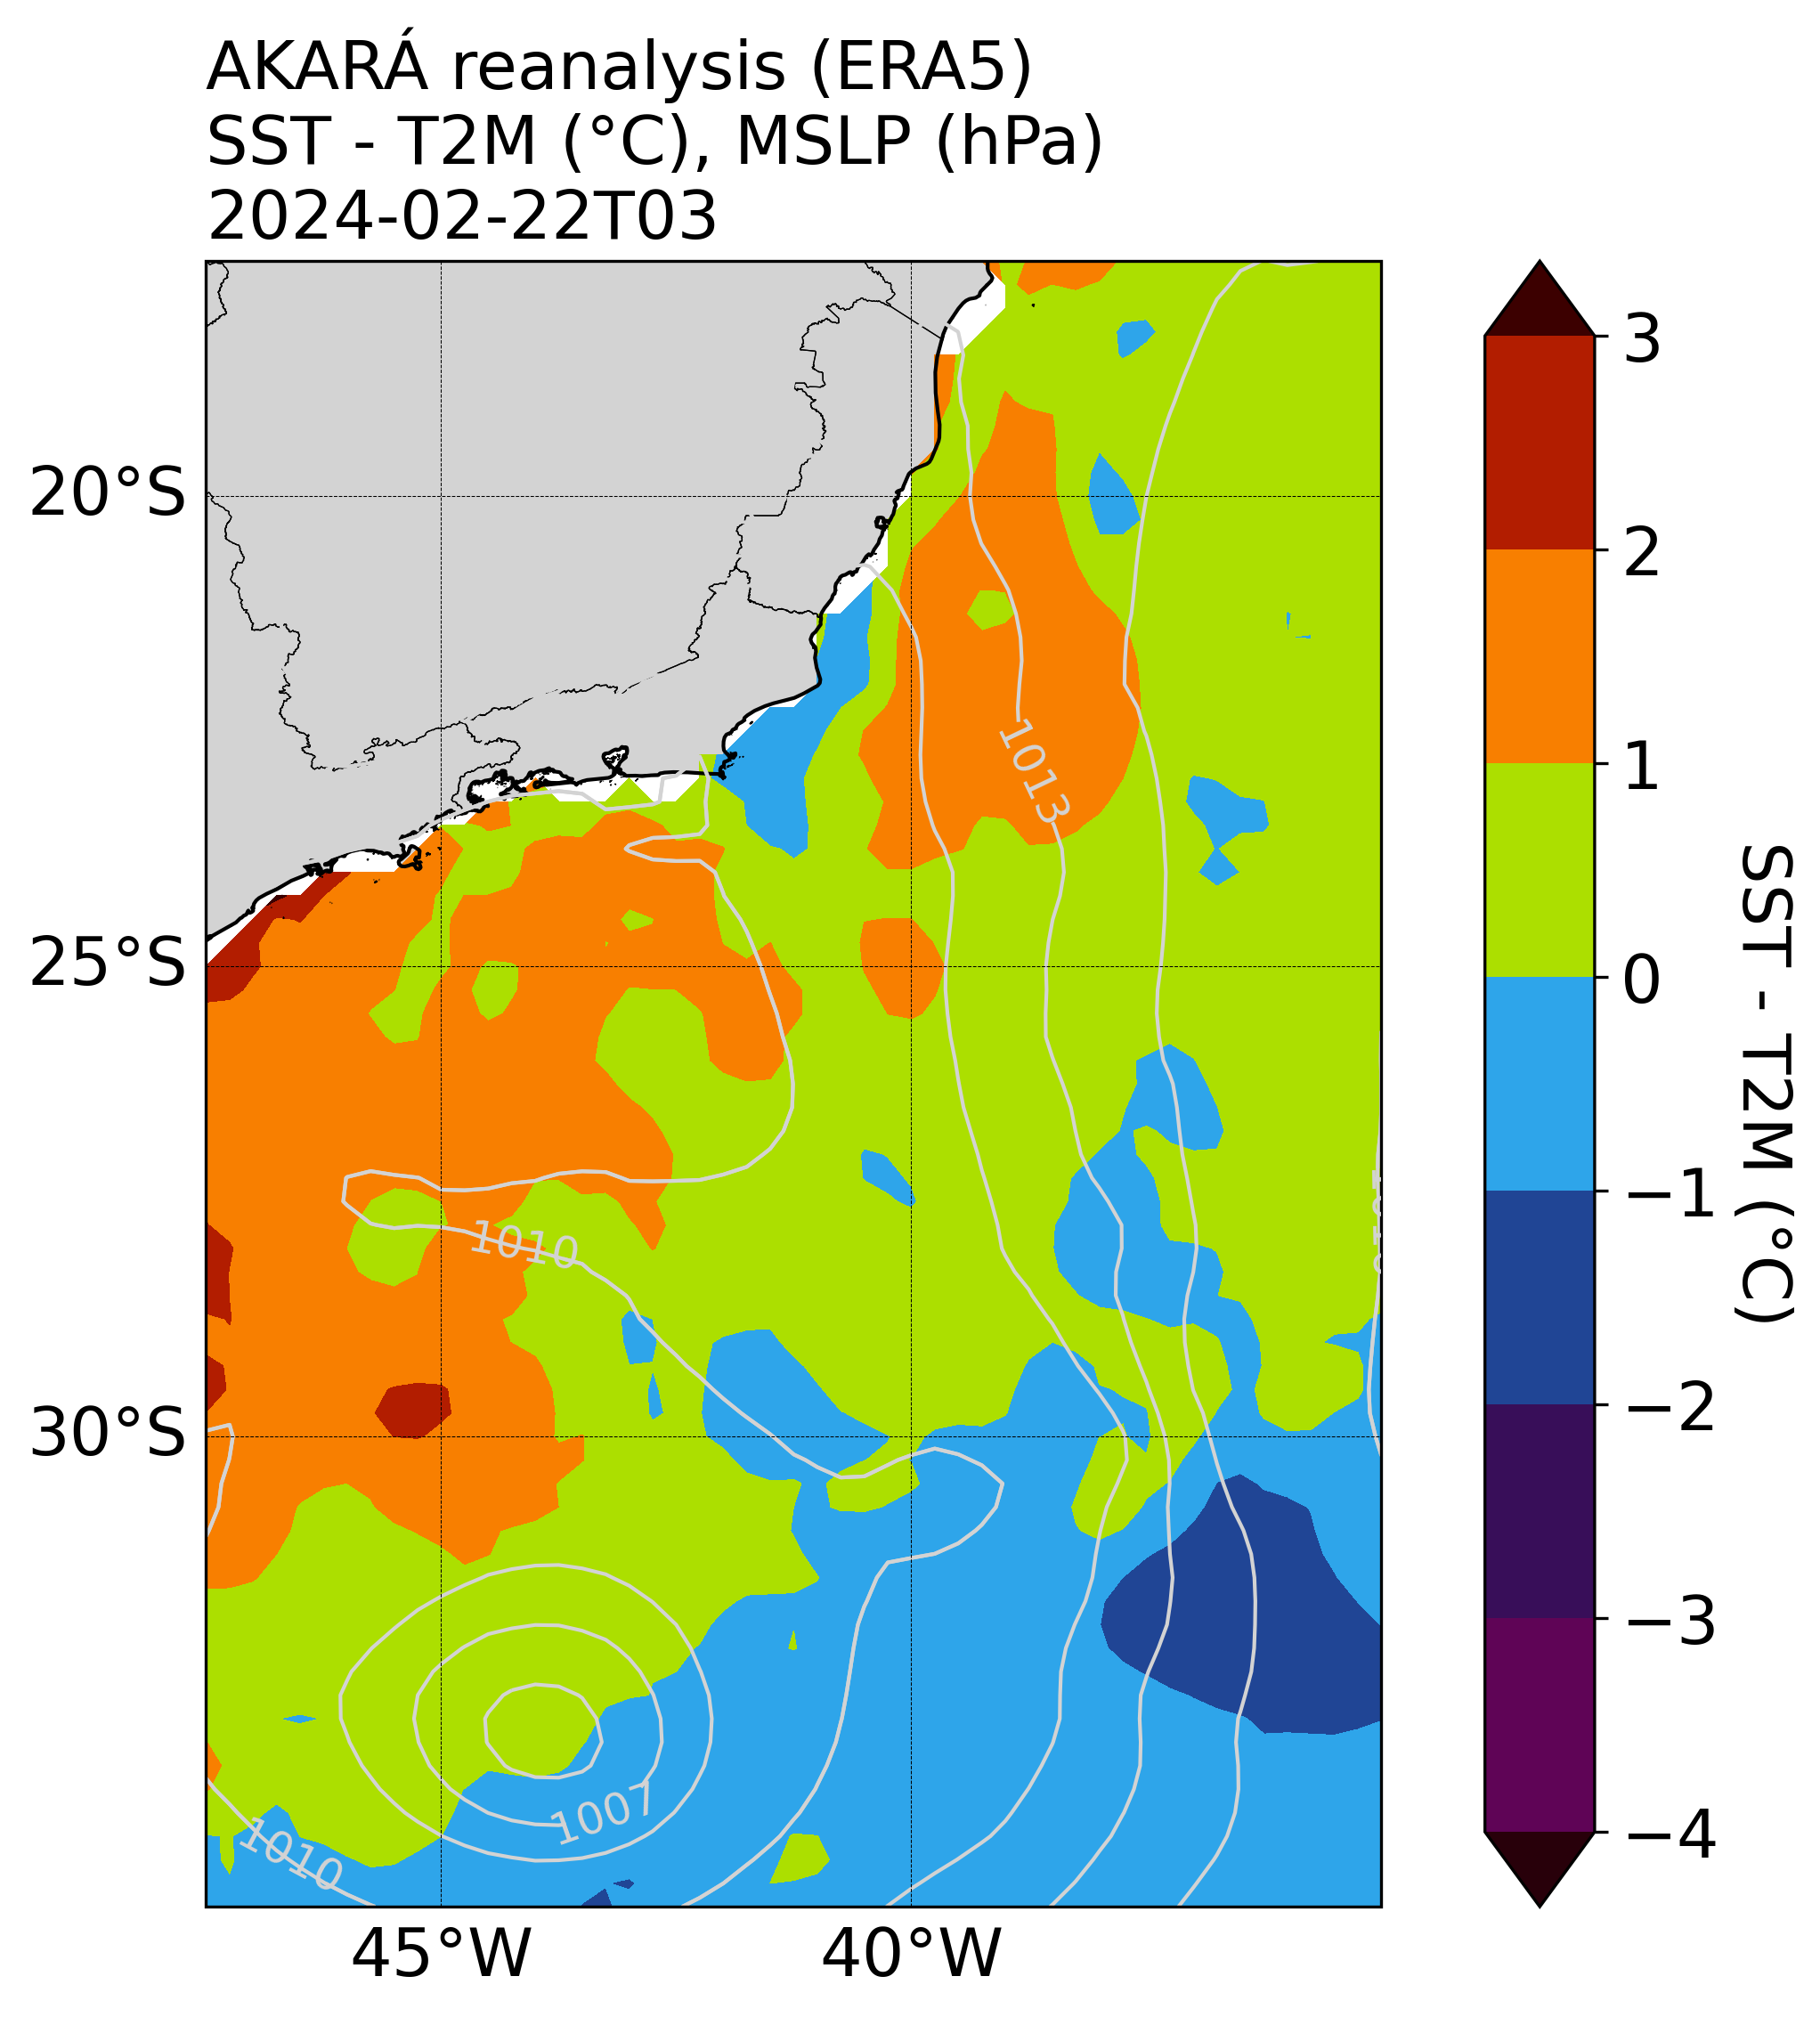 AKARÁ reanalysis (ERA5)
SST - T2M (°C), MSLP (hPa)
2024-02-22T03
20°S
25°S
30°S
45°W
40°W
1013
1010
1007
1010
3
2
1
0
−1
−2
−3
−4
SST - T2M (°C)